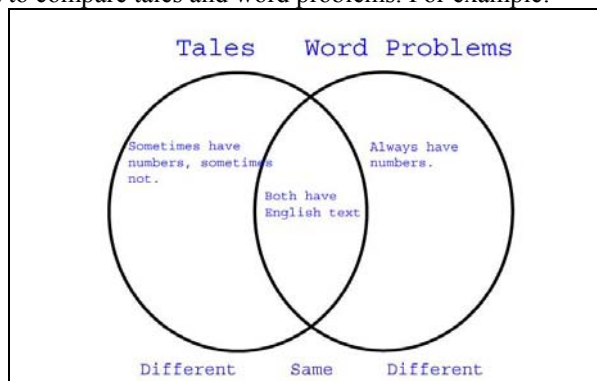 to compare tales and word problems. For example:
Tales Word Problems
Sometimes have
numbers, sometimes
not.
Always have
numbers.
Both have
English text
Different Same Different